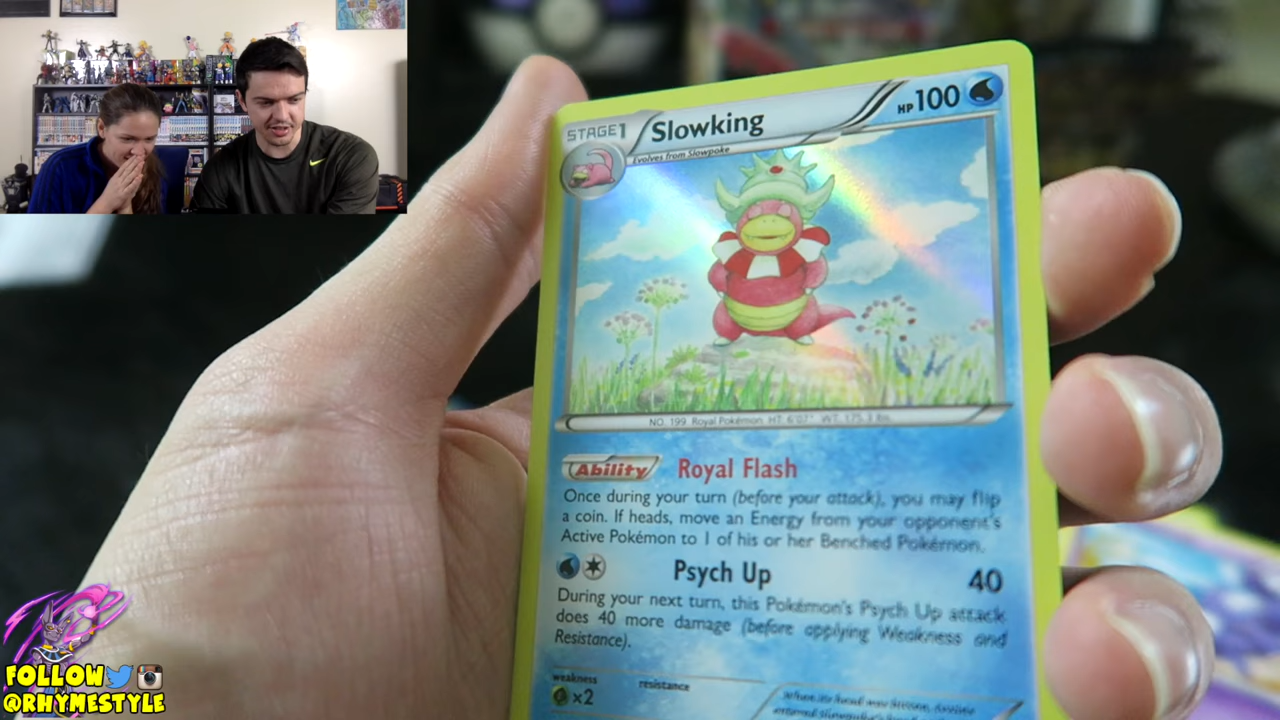 STAGE1 Slowking HP 100
Evolves from Slowpoke
NO. 199 Royal Pokémon: HT: 6'07" WT: 175.3 lbs.
Ability Royal Flash
Once during your turn (before your attack), you may flip
a coin. If heads, move an Energy from your opponent's
Active Pokémon to 1 of his or her Benched Pokémon.
Psych Up 40
During your next turn, this Pokémon's Psych Up attack
does 40 more damage (before applying Weakness and
Resistance).
weakness resistance
×2
FOLLOW
@RHYMESTYLE